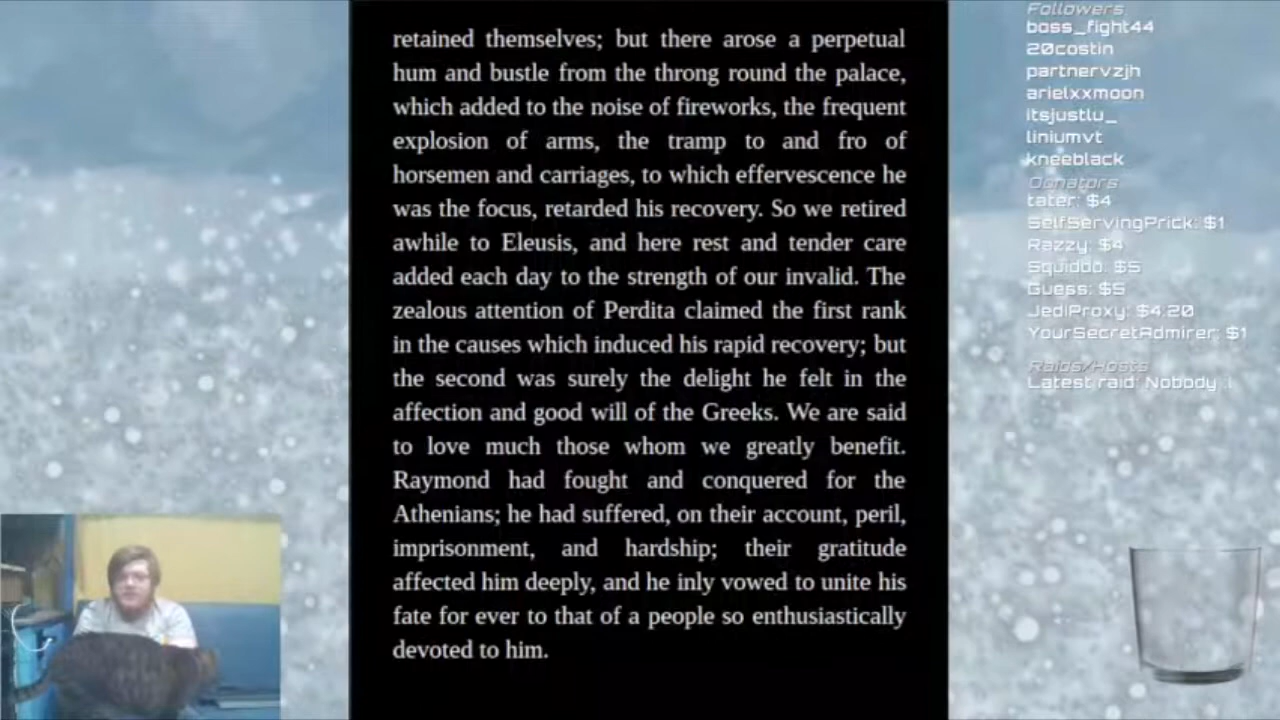 retained themselves; but there arose a perpetual
hum and bustle from the throng round the palace,
which added to the noise of fireworks, the frequent
explosion of arms, the tramp to and fro of
horsemen and carriages, to which effervescence he
was the focus, retarded his recovery. So we retired
awhile to Eleusis, and here rest and tender care
added each day to the strength of our invalid. The
zealous attention of Perdita claimed the first rank
in the causes which induced his rapid recovery; but
the second was surely the delight he felt in the
affection and good will of the Greeks. We are said
to love much those whom we greatly benefit.
Raymond had fought and conquered for the
Athenians; he had suffered, on their account, peril,
imprisonment, and hardship; their gratitude
affected him deeply, and he inly vowed to unite his
fate for ever to that of a people so enthusiastically
devoted to him.
Followers
boss_fight44
20costin
partnervzjh
arielxxmoon
itsjustlu_
liniumvt
kneeblack
Donators
tater: $4
SelfServingPrick: $1
Razzy: $4
Squiddo: $5
Guess: $5
JediProxy: $4.20
YourSecretAdmirer: $1
Raids/Hosts
Latest raid: Nobody :(